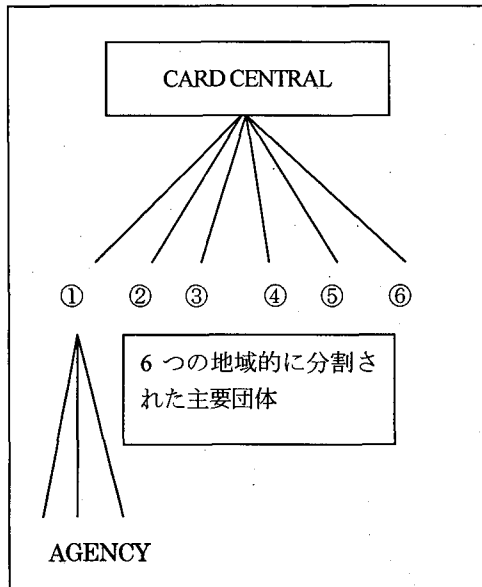 CARD CENTRAL
① ② ③ ④ ⑤ ⑥
6 つの地域的に分割さ
れた主要団体
AGENCY